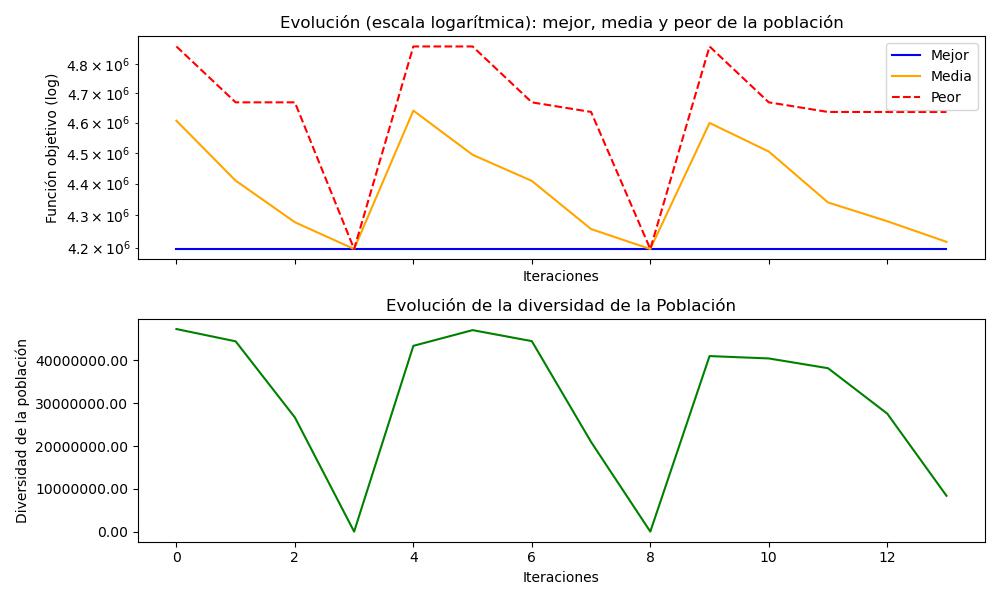 Evolución (escala logarítmica): mejor, media y peor de la población
Función objetivo (log)
4.8 × 10⁶
4.7 × 10⁶
4.6 × 10⁶
4.5 × 10⁶
4.4 × 10⁶
4.3 × 10⁶
4.2 × 10⁶
Mejor
Media
Peor
Iteraciones
Evolución de la diversidad de la Población
Diversidad de la población
40000000.00
30000000.00
20000000.00
10000000.00
0.00
0 2 4 6 8 10 12
Iteraciones